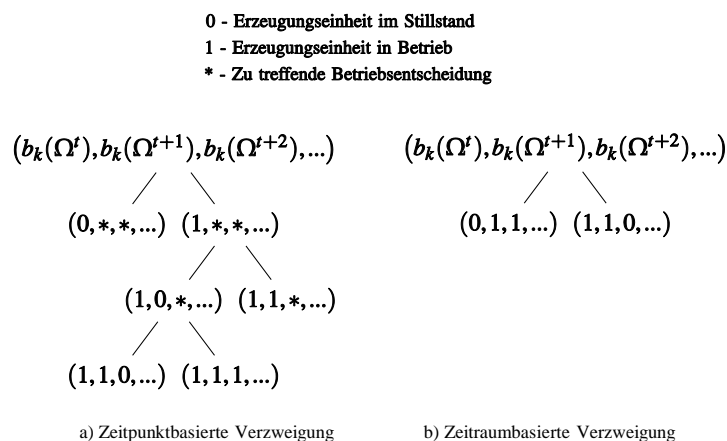 0 - Erzeugungseinheit im Stillstand
1 - Erzeugungseinheit in Betrieb
* - Zu treffende Betriebsentscheidung
(b_k(Ω^t),b_k(Ω^{t+1}),b_k(Ω^{t+2}),...) (b_k(Ω^t),b_k(Ω^{t+1}),b_k(Ω^{t+2}),...)
(0,*,*,...) (1,*,*,...) (0,1,1,...) (1,1,0,...)
(1,0,*,...) (1,1,*,...)
(1,1,0,...) (1,1,1,...)
a) Zeitpunktbasierte Verzweigung b) Zeitraumbasierte Verzweigung